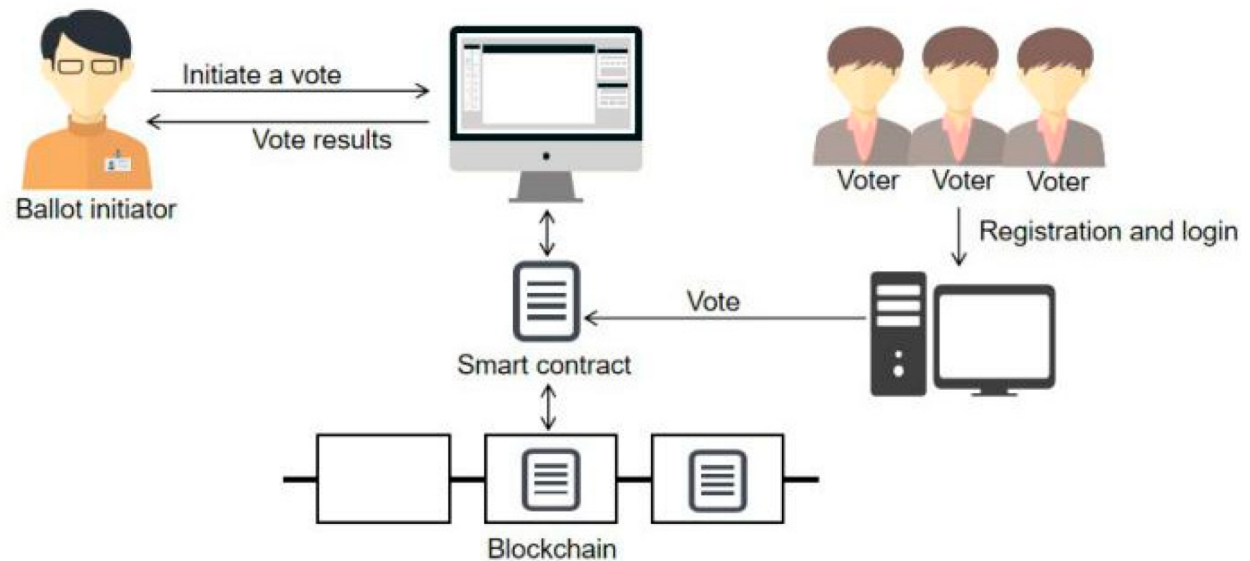 Initiate a vote
Vote results
Ballot initiator
Voter Voter Voter
Registration and login
Vote
Smart contract
Blockchain